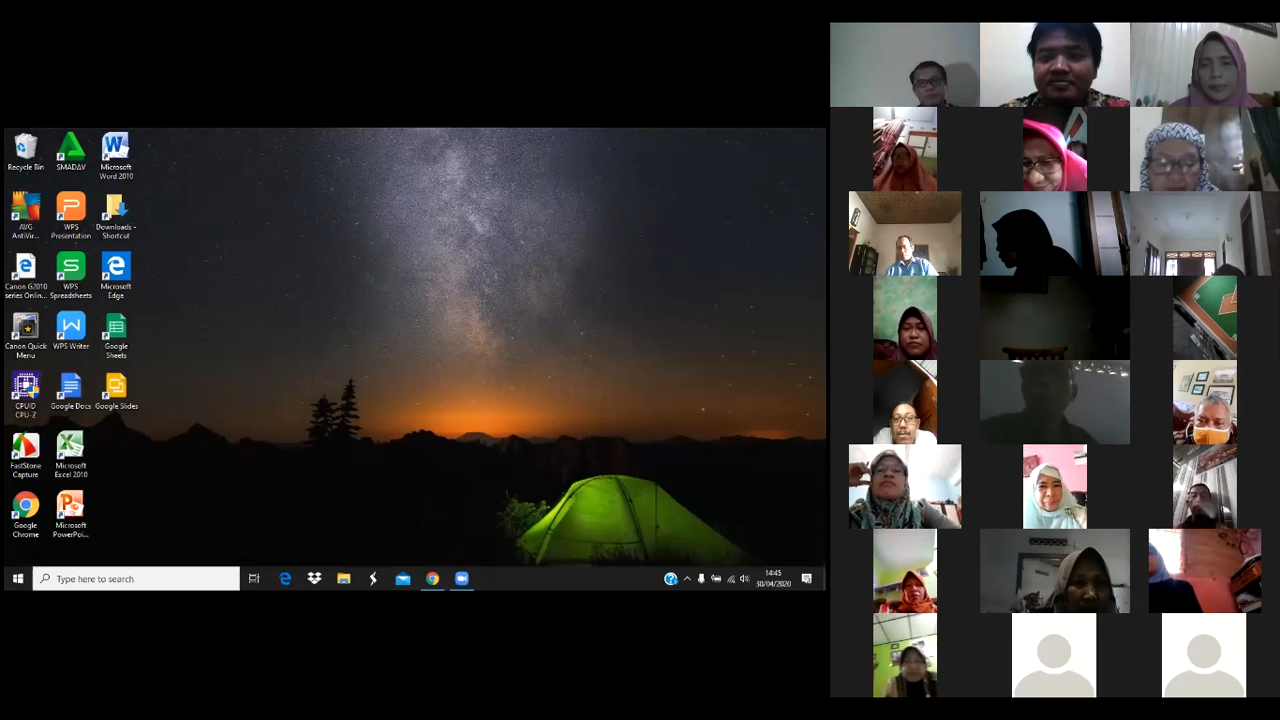 Recycle Bin
SMADAV
Microsoft
Word 2010
AVG
AntiVir...
WPS
Presentation
Downloads -
Shortcut
Canon G2010
series Onlin...
WPS
Spreadsheets
Microsoft
Edge
Canon Quick
Menu
WPS Writer
Google
Sheets
CPUID
CPU-Z
Google Docs
Google Slides
FastStone
Capture
Microsoft
Excel 2010
Google
Chrome
Microsoft
PowerPoi...
Type here to search
14:45
30/04/2020